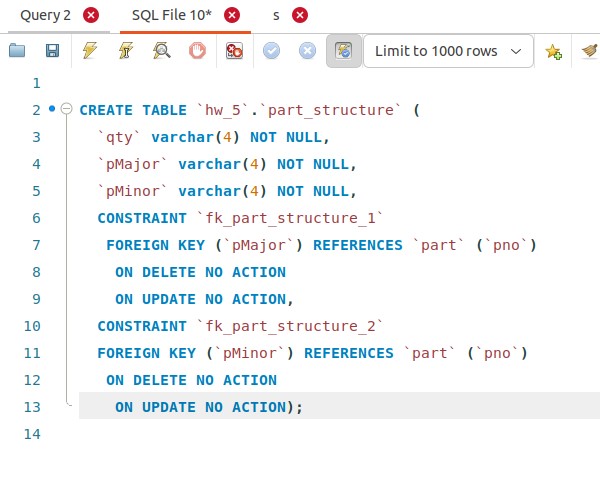 Query 2 SQL File 10* s
Limit to 1000 rows
1
2 CREATE TABLE `hw_5`.`part_structure` (
3 `qty` varchar(4) NOT NULL,
4 `pMajor` varchar(4) NOT NULL,
5 `pMinor` varchar(4) NOT NULL,
6 CONSTRAINT `fk_part_structure_1`
7 FOREIGN KEY (`pMajor`) REFERENCES `part` (`pno`)
8 ON DELETE NO ACTION
9 ON UPDATE NO ACTION,
10 CONSTRAINT `fk_part_structure_2`
11 FOREIGN KEY (`pMinor`) REFERENCES `part` (`pno`)
12 ON DELETE NO ACTION
13 ON UPDATE NO ACTION);
14